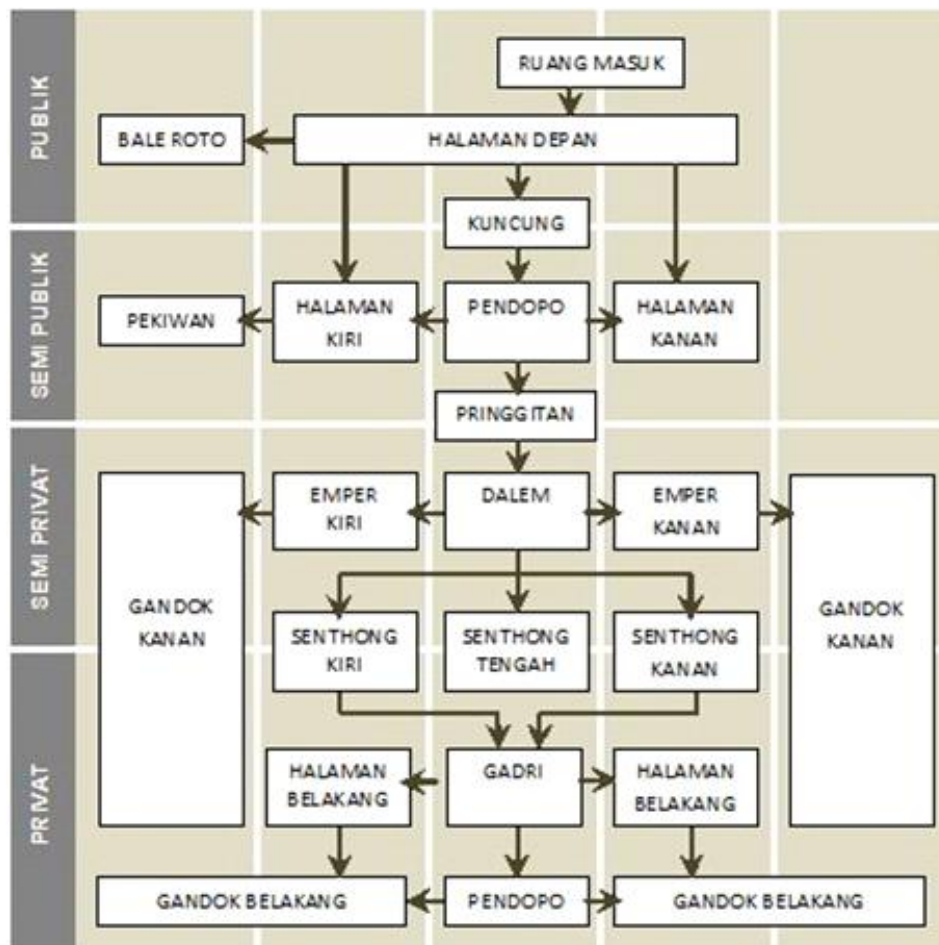 PUBLIK
RUANG MASUK
BALE ROTO
HALAMAN DEPAN
KUNCUNG
SEMI PUBLIK
PEKIWAN
HALAMAN
KIRI
PENDOPO
HALAMAN
KANAN
PRINGGITAN
SEMI PRIVAT
EMPER
KIRI
DALEM
EMPER
KANAN
GANDOK
KANAN
GANDOK
KANAN
SENTHONG
KIRI
SENTHONG
TENGAH
SENTHONG
KANAN
PRIVAT
HALAMAN
BELAKANG
GADRI
HALAMAN
BELAKANG
GANDOK BELAKANG
PENDOPO
GANDOK BELAKANG